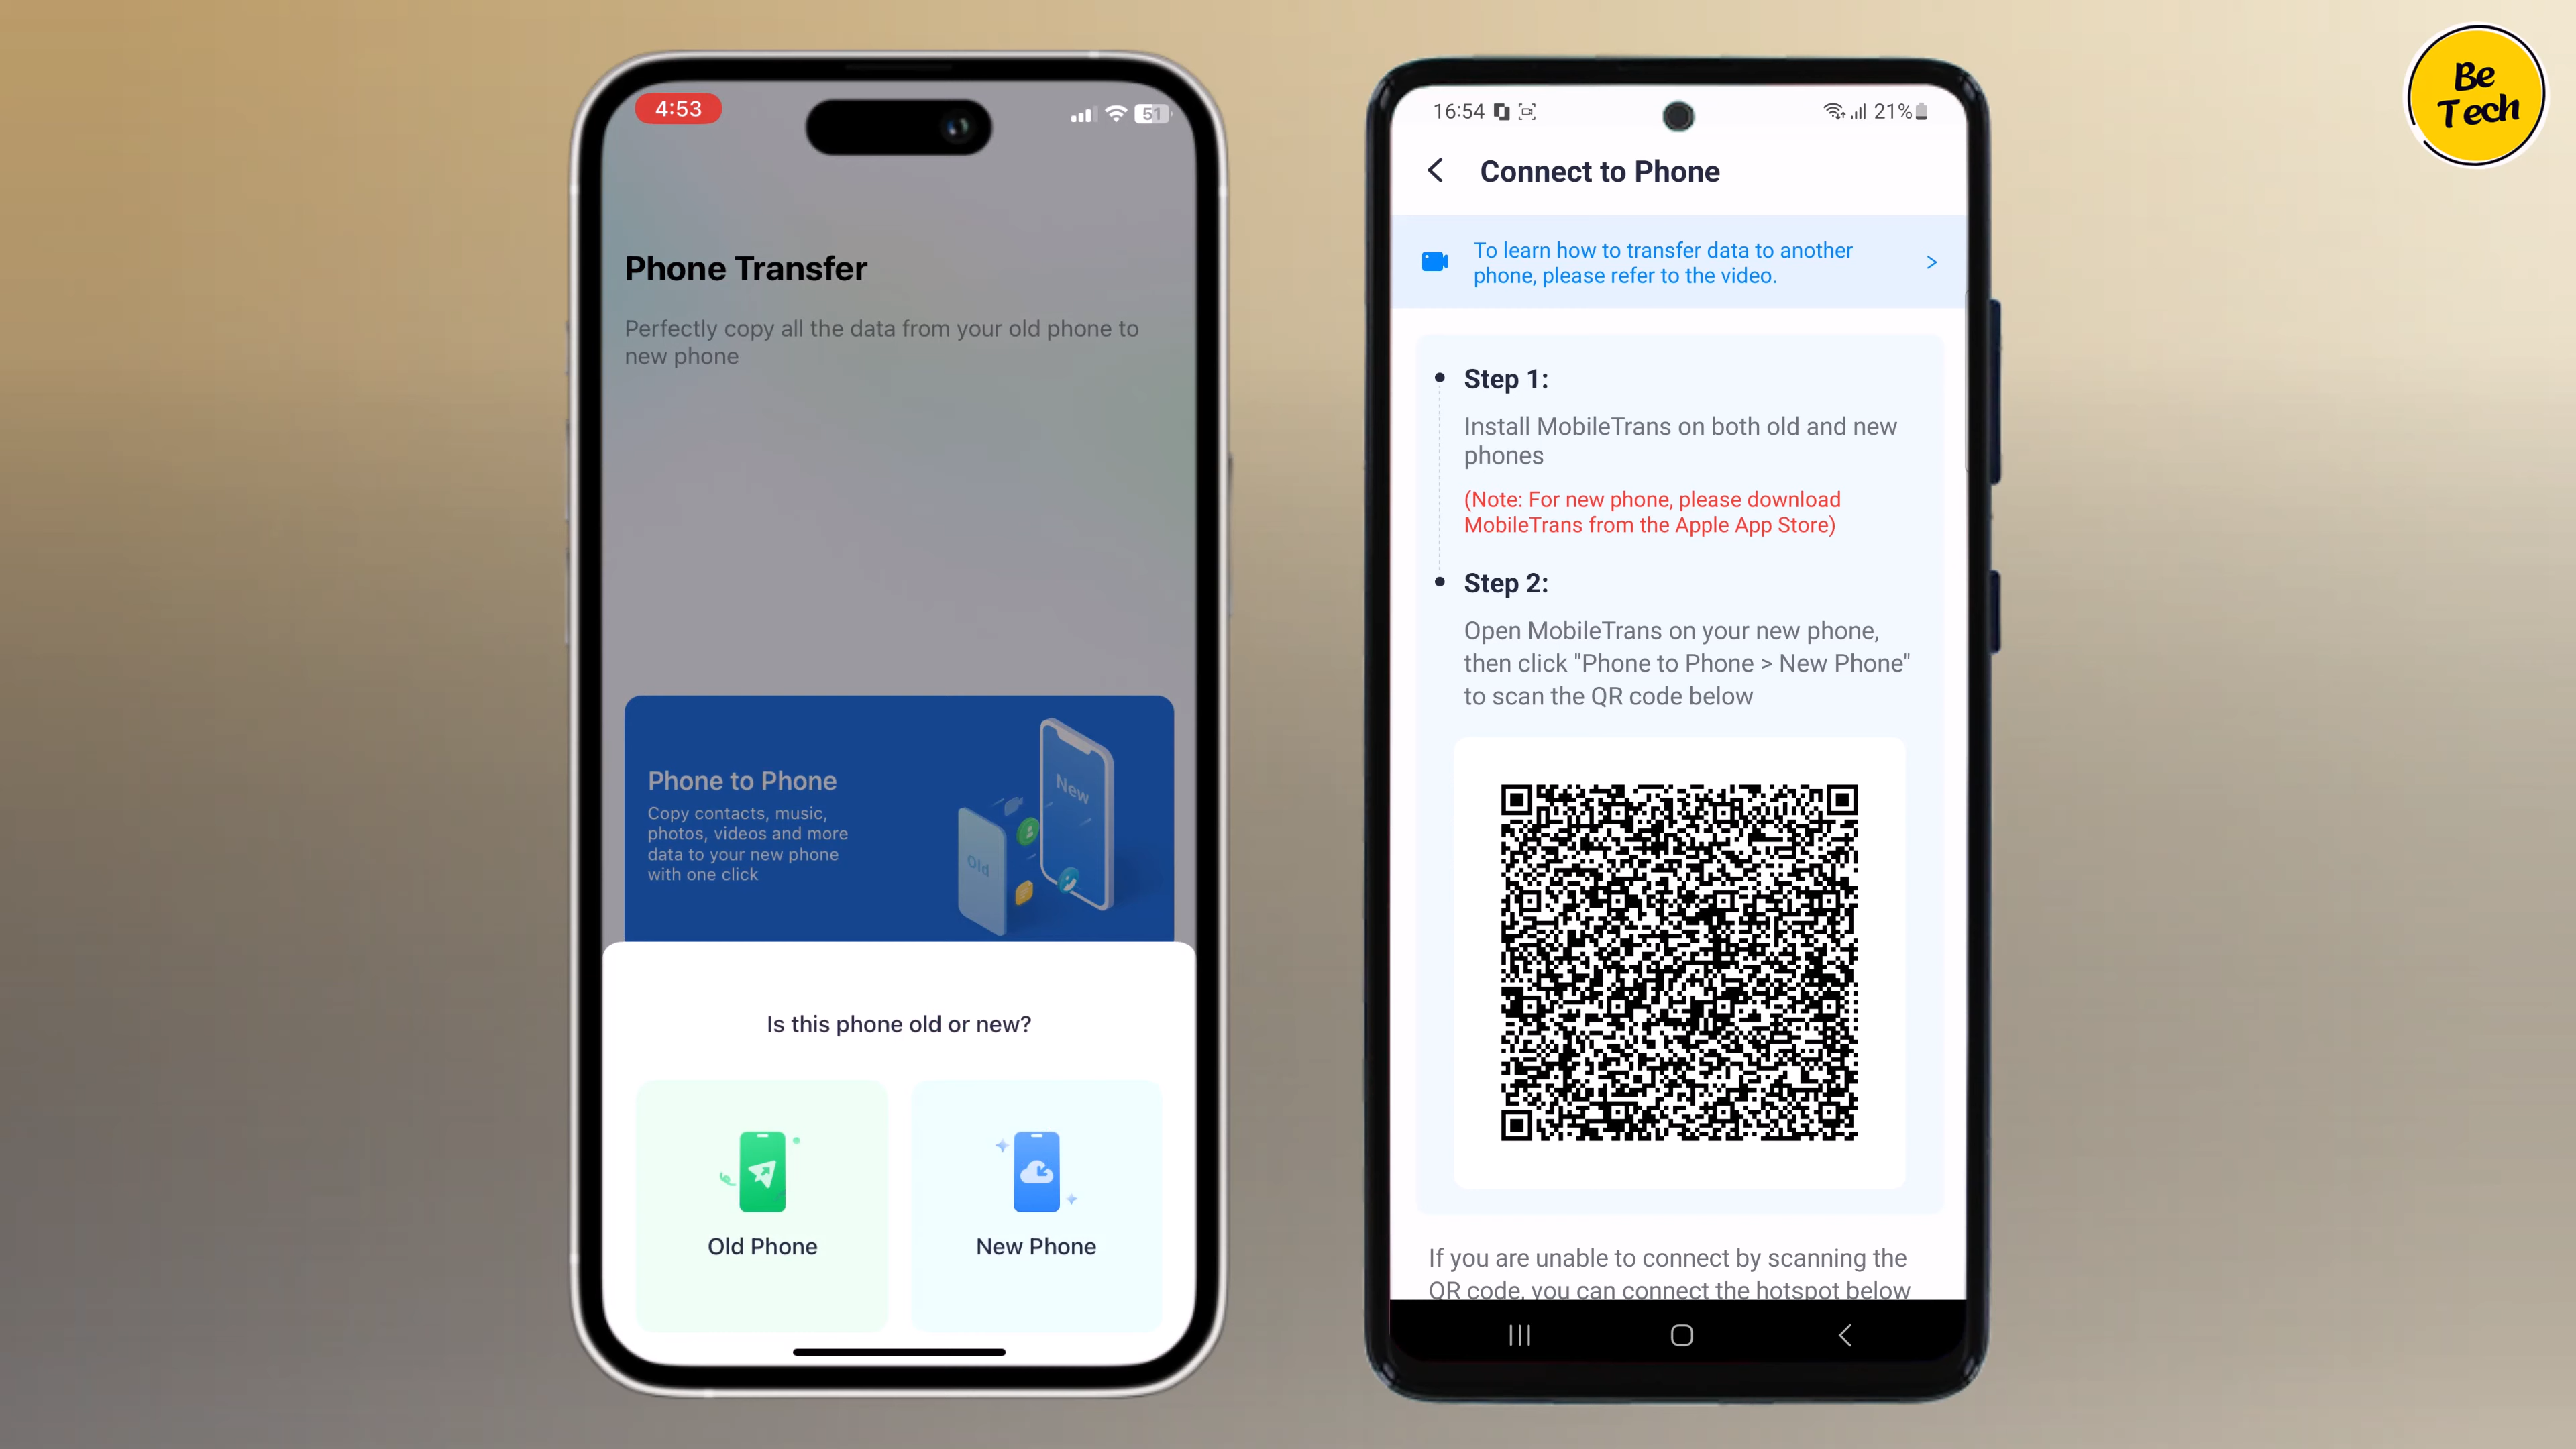 4:53
51
Phone Transfer
Perfectly copy all the data from your old phone to
new phone
Phone to Phone
Copy contacts, music,
photos, videos and more
data to your new phone
with one click
New
Old
Is this phone old or new?
Old Phone
New Phone
16:54
21%
Connect to Phone
To learn how to transfer data to another
phone, please refer to the video.
Step 1:
Install MobileTrans on both old and new
phones
(Note: For new phone, please download
MobileTrans from the Apple App Store)
Step 2:
Open MobileTrans on your new phone,
then click "Phone to Phone > New Phone"
to scan the QR code below
If you are unable to connect by scanning the
QR code, you can connect the hotspot below
Be
Tech